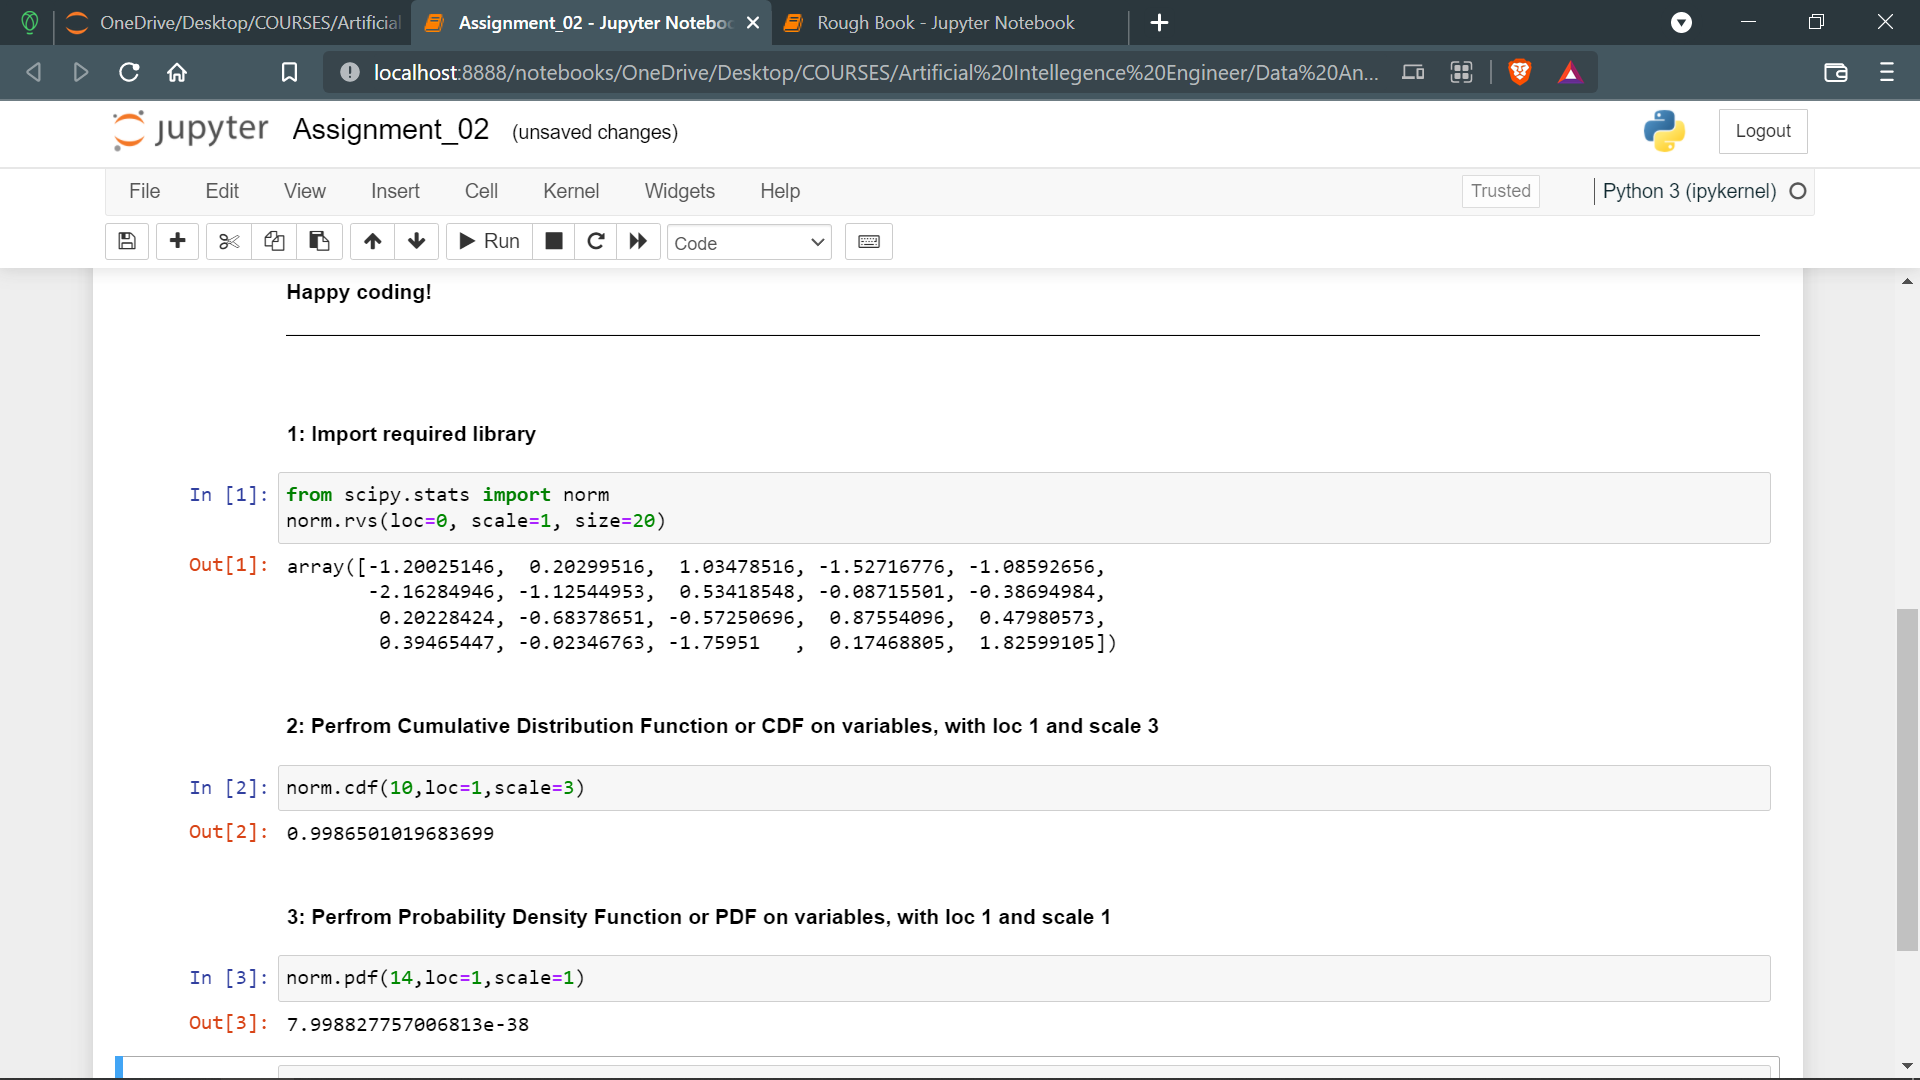 OneDrive/Desktop/COURSES/Artificial
Assignment_02 - Jupyter Notebo
Rough Book - Jupyter Notebook
localhost:8888/notebooks/OneDrive/Desktop/COURSES/Artificial%20Intellegence%20Engineer/Data%20An...
jupyter Assignment_02 (unsaved changes)
Logout
File Edit View Insert Cell Kernel Widgets Help
Trusted
Python 3 (ipykernel)
Run
Code
Happy coding!
1: Import required library
In [1]: from scipy.stats import norm
norm.rvs(loc=0, scale=1, size=20)
Out[1]: array([-1.20025146,  0.20299516,  1.03478516, -1.52716776, -1.08592656,
-2.16284946, -1.12544953,  0.53418548, -0.08715501, -0.38694984,
0.20228424, -0.68378651, -0.57250696,  0.87554096,  0.47980573,
0.39465447, -0.02346763, -1.75951   ,  0.17468805,  1.82599105])
2: Perfrom Cumulative Distribution Function or CDF on variables, with loc 1 and scale 3
In [2]: norm.cdf(10,loc=1,scale=3)
Out[2]: 0.9986501019683699
3: Perfrom Probability Density Function or PDF on variables, with loc 1 and scale 1
In [3]: norm.pdf(14,loc=1,scale=1)
Out[3]: 7.998827757006813e-38